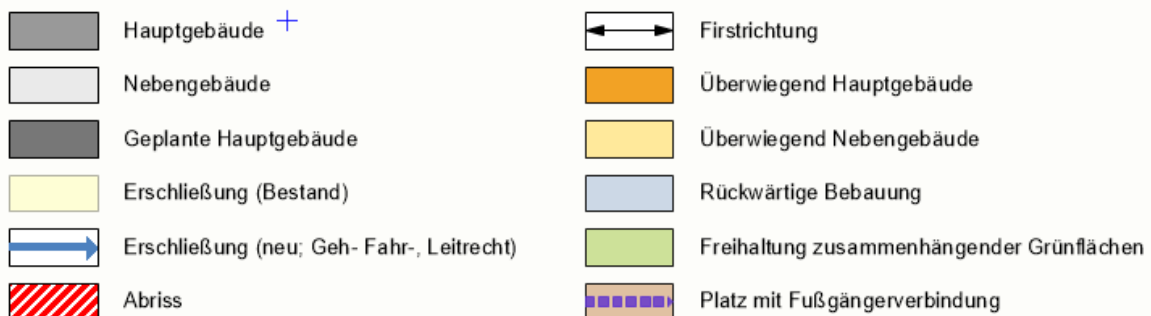 Hauptgebäude
Nebengebäude
Geplante Hauptgebäude
Erschließung (Bestand)
Erschließung (neu; Geh- Fahr-, Leitrecht)
Abriss
Firstrichtung
Überwiegend Hauptgebäude
Überwiegend Nebengebäude
Rückwärtige Bebauung
Freihaltung zusammenhängender Grünflächen
Platz mit Fußgängerverbindung